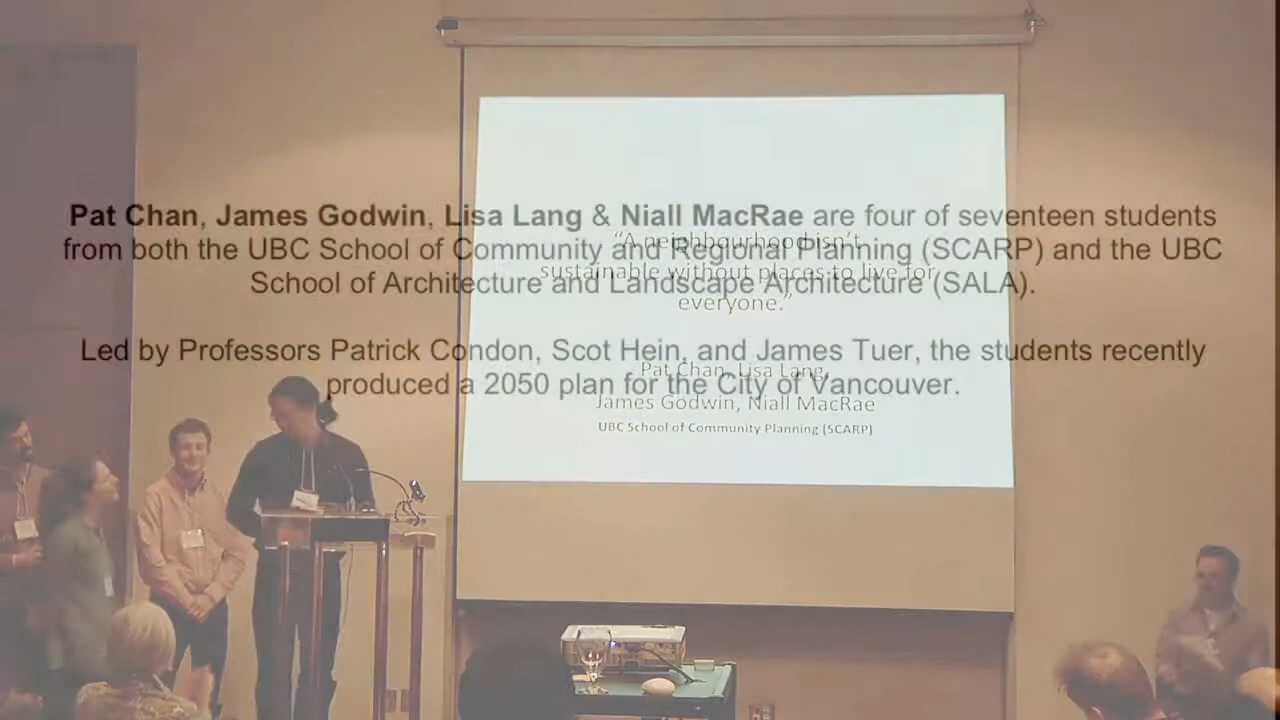 Pat Chan, James Godwin, Lisa Lang & Niall MacRae are four of seventeen students
from both the UBC School of Community and Regional Planning (SCARP) and the UBC
School of Architecture and Landscape Architecture (SALA).
Led by Professors Patrick Condon, Scot Hein, and James Tuer, the students recently
produced a 2050 plan for the City of Vancouver.
“A neighbourhood isn’t
sustainable without places to live for
everyone.”
Pat Chan, Lisa Lang,
James Godwin, Niall MacRae
UBC School of Community Planning (SCARP)